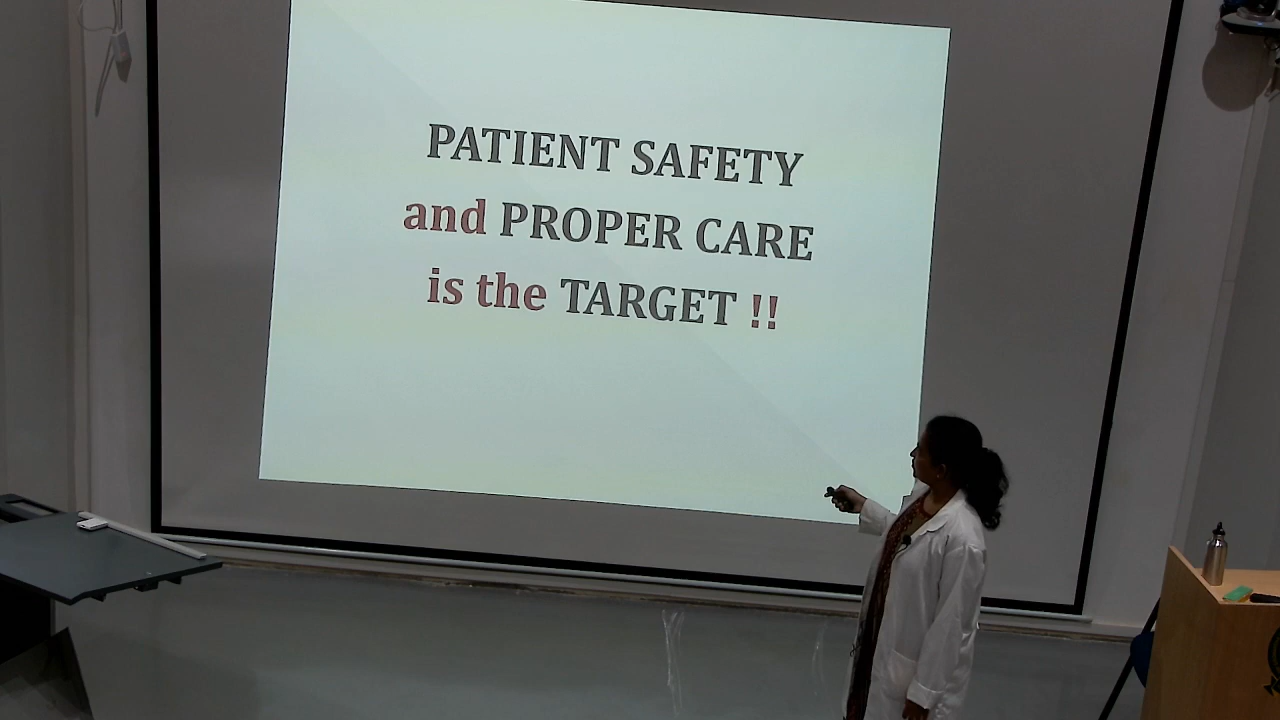 PATIENT SAFETY
and PROPER CARE
is the TARGET !!